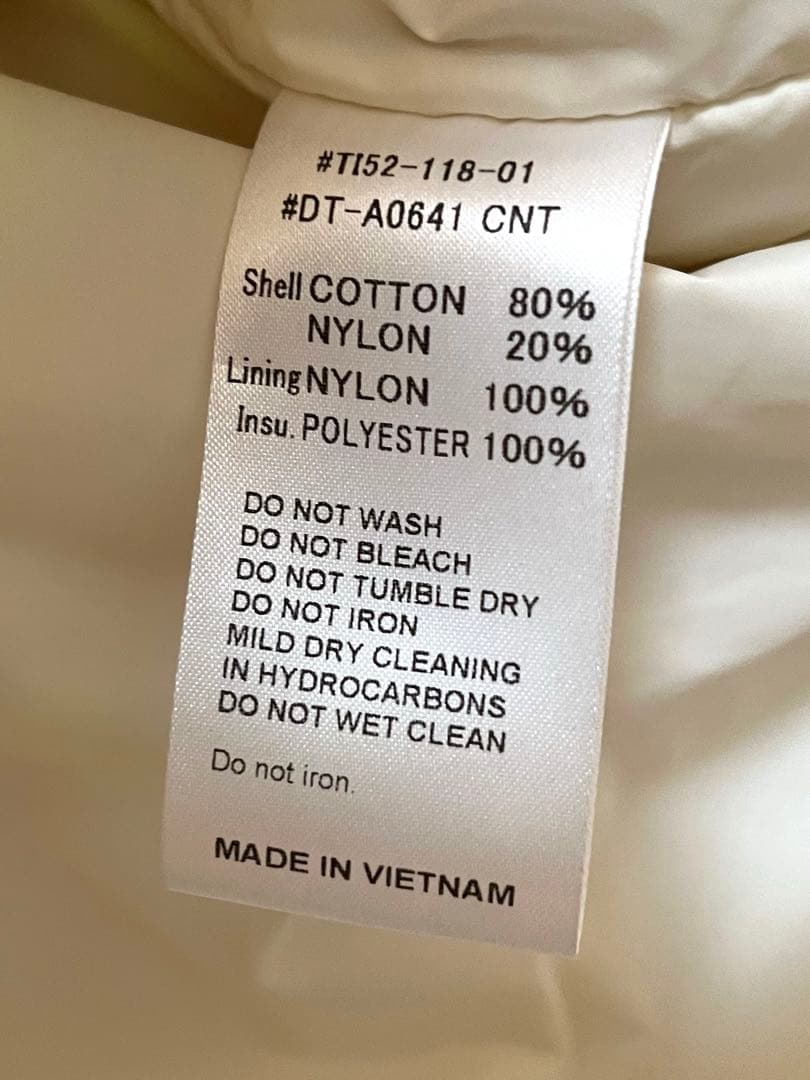 #TI52-118-01
#DT-A0641 CNT
Shell COTTON 80%
NYLON 20%
Lining NYLON 100%
Insu. POLYESTER 100%
DO NOT WASH
DO NOT BLEACH
DO NOT TUMBLE DRY
DO NOT IRON
MILD DRY CLEANING
IN HYDROCARBONS
DO NOT WET CLEAN
Do not iron.
MADE IN VIETNAM